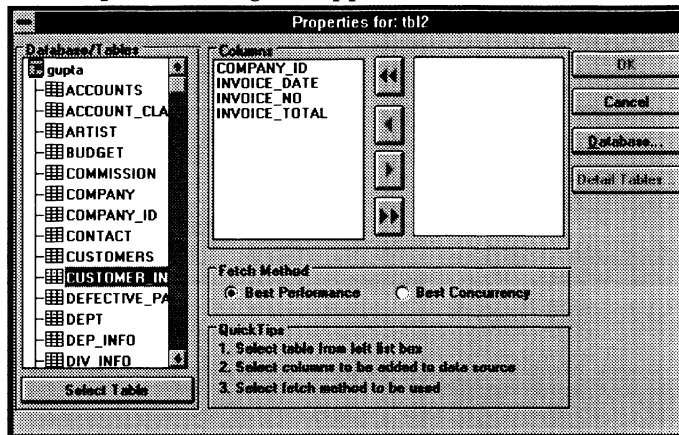 Properties for: tbl2
Database/Tables
gupta
ACCOUNTS
ACCOUNT_CLA
ARTIST
BUDGET
COMMISSION
COMPANY
COMPANY_ID
CONTACT
CUSTOMERS
CUSTOMER_IN
DEFECTIVE_PA
DEPT
DEP_INFO
DIV_INFO
Select Table
Columns
COMPANY_ID
INVOICE_DATE
INVOICE_NO
INVOICE_TOTAL
OK
Cancel
Database...
Detail Tables
Fetch Method
Best Performance
Best Concurrency
QuickTips
1. Select table from left list box
2. Select columns to be added to data source
3. Select fetch method to be used